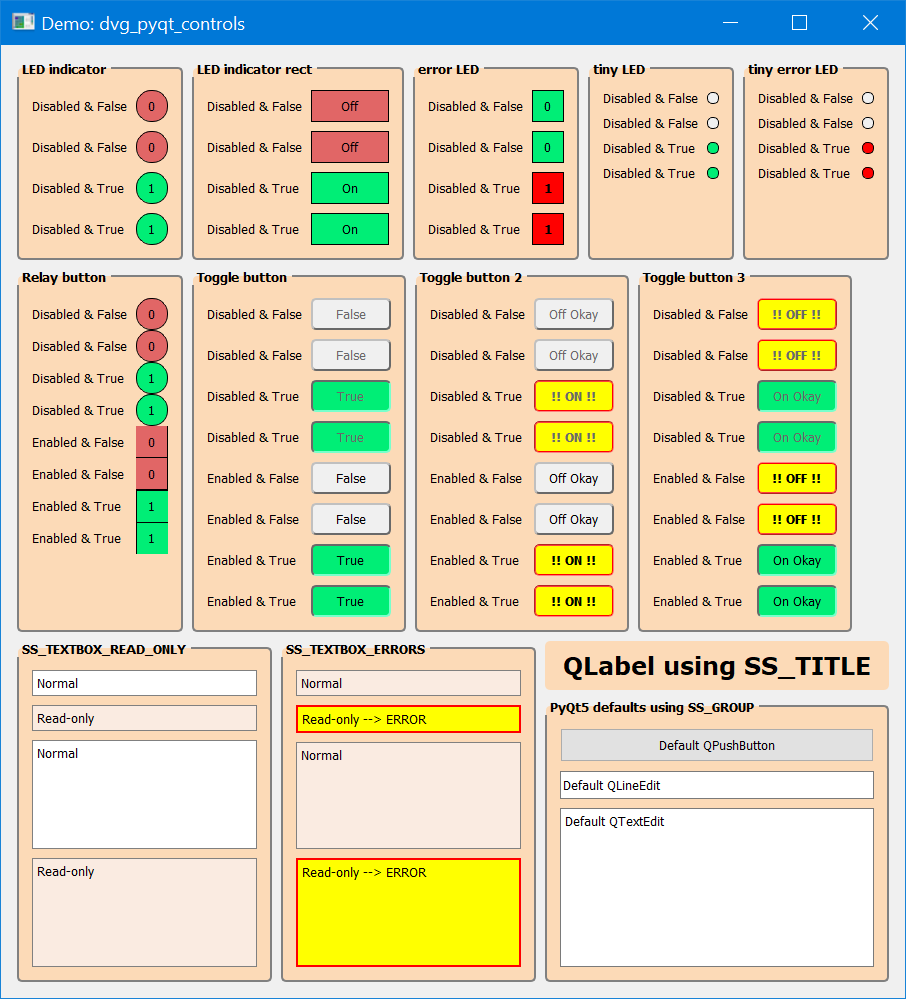 Demo: dvg_pyqt_controls
LED indicator
Disabled & False 0
Disabled & False 0
Disabled & True 1
Disabled & True 1
LED indicator rect
Disabled & False Off
Disabled & False Off
Disabled & True On
Disabled & True On
error LED
Disabled & False 0
Disabled & False 0
Disabled & True 1
Disabled & True 1
tiny LED
Disabled & False
Disabled & False
Disabled & True
Disabled & True
tiny error LED
Disabled & False
Disabled & False
Disabled & True
Disabled & True
Relay button
Disabled & False 0
Disabled & False 0
Disabled & True 1
Disabled & True 1
Enabled & False 0
Enabled & False 0
Enabled & True 1
Enabled & True 1
Toggle button
Disabled & False False
Disabled & False False
Disabled & True True
Disabled & True True
Enabled & False False
Enabled & False False
Enabled & True True
Enabled & True True
Toggle button 2
Disabled & False Off Okay
Disabled & False Off Okay
Disabled & True !! ON !!
Disabled & True !! ON !!
Enabled & False Off Okay
Enabled & False Off Okay
Enabled & True !! ON !!
Enabled & True !! ON !!
Toggle button 3
Disabled & False !! OFF !!
Disabled & False !! OFF !!
Disabled & True On Okay
Disabled & True On Okay
Enabled & False !! OFF !!
Enabled & False !! OFF !!
Enabled & True On Okay
Enabled & True On Okay
SS_TEXTBOX_READ_ONLY
Normal
Read-only
Normal
Read-only
SS_TEXTBOX_ERRORS
Normal
Read-only --> ERROR
Normal
Read-only --> ERROR
QLabel using SS_TITLE
PyQt5 defaults using SS_GROUP
Default QPushButton
Default QLineEdit
Default QTextEdit